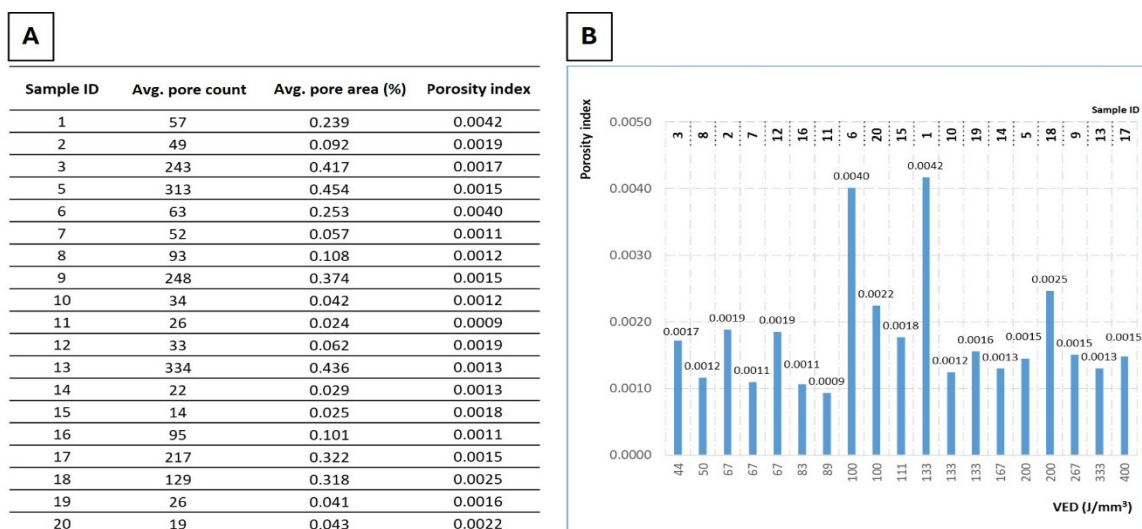 A
Sample ID Avg. pore count Avg. pore area (%) Porosity index
1 57 0.239 0.0042
2 49 0.092 0.0019
3 243 0.417 0.0017
5 313 0.454 0.0015
6 63 0.253 0.0040
7 52 0.057 0.0011
8 93 0.108 0.0012
9 248 0.374 0.0015
10 34 0.042 0.0012
11 26 0.024 0.0009
12 33 0.062 0.0019
13 334 0.436 0.0013
14 22 0.029 0.0013
15 14 0.025 0.0018
16 95 0.101 0.0011
17 217 0.322 0.0015
18 129 0.318 0.0025
19 26 0.041 0.0016
20 19 0.043 0.0022
B
Sample ID
3 8 2 7 12 16 11 6 20 15 1 10 19 14 5 18 9 13 17
Porosity index
0.0050
0.0040
0.0030
0.0020
0.0010
0.0000
0.0017 0.0012 0.0019 0.0011 0.0019 0.0011 0.0009 0.0040 0.0022 0.0018 0.0042 0.0012 0.0016 0.0013 0.0015 0.0025 0.0015 0.0013 0.0015
44 50 67 67 67 83 89 100 100 111 133 133 133 167 200 200 267 333 400
VED (J/mm³)